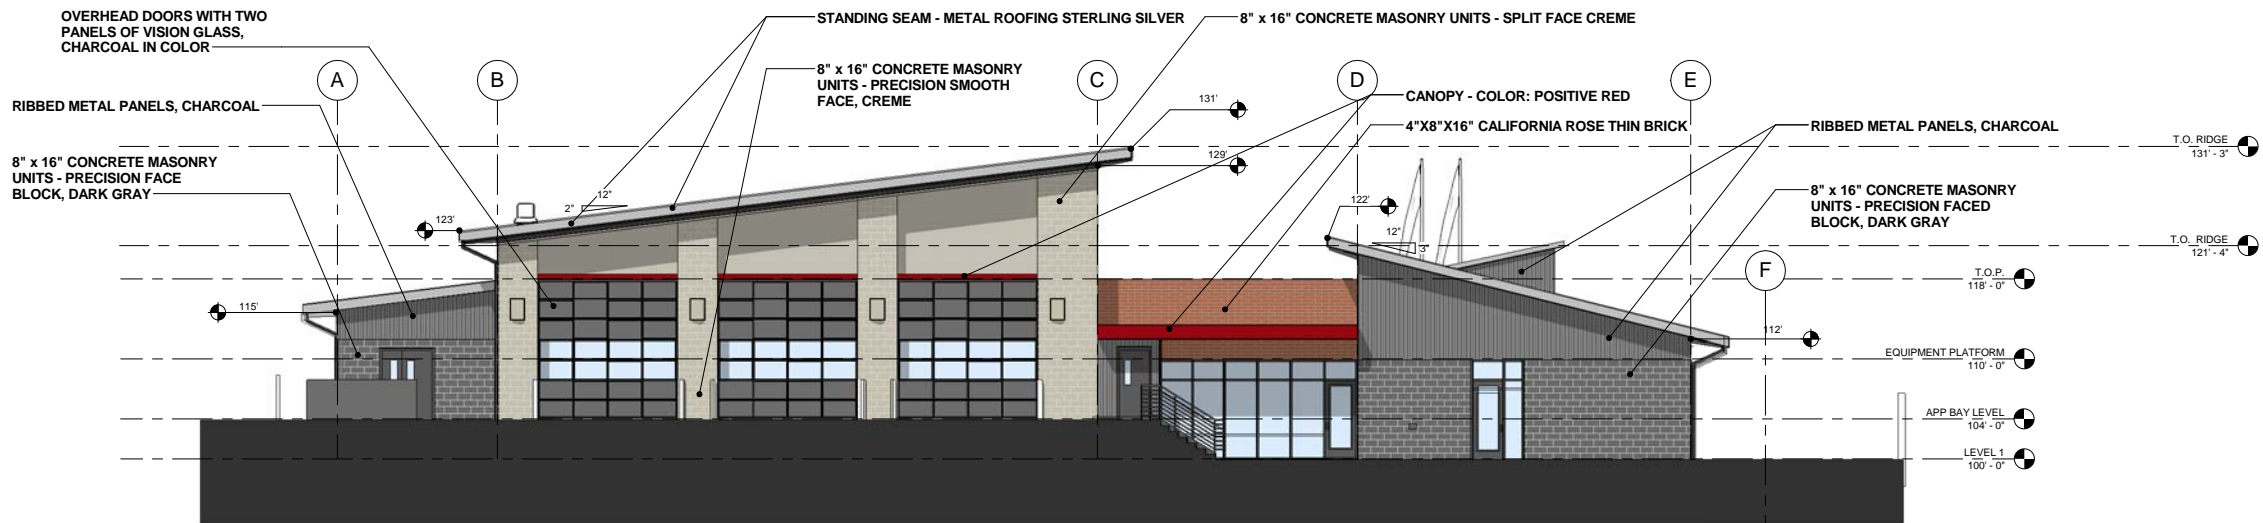 OVERHEAD DOORS WITH TWO
PANELS OF VISION GLASS,
CHARCOAL IN COLOR
STANDING SEAM - METAL ROOFING STERLING SILVER
8" x 16" CONCRETE MASONRY UNITS - SPLIT FACE CREME
A
B
8" x 16" CONCRETE MASONRY
UNITS - PRECISION SMOOTH
FACE, CREME
C
D
E
RIBBED METAL PANELS, CHARCOAL
131'
CANOPY - COLOR: POSITIVE RED
4"X8"X16" CALIFORNIA ROSE THIN BRICK
RIBBED METAL PANELS, CHARCOAL
T.O. RIDGE
131' - 3"
8" x 16" CONCRETE MASONRY
UNITS - PRECISION FACE
BLOCK, DARK GRAY
129'
8" x 16" CONCRETE MASONRY
UNITS - PRECISION FACED
BLOCK, DARK GRAY
12"
2"
122'
123'
12"
3"
T.O. RIDGE
121' - 4"
F
T.O.P.
118' - 0"
115'
112'
EQUIPMENT PLATFORM
110' - 0"
APP BAY LEVEL
104' - 0"
LEVEL 1
100' - 0"